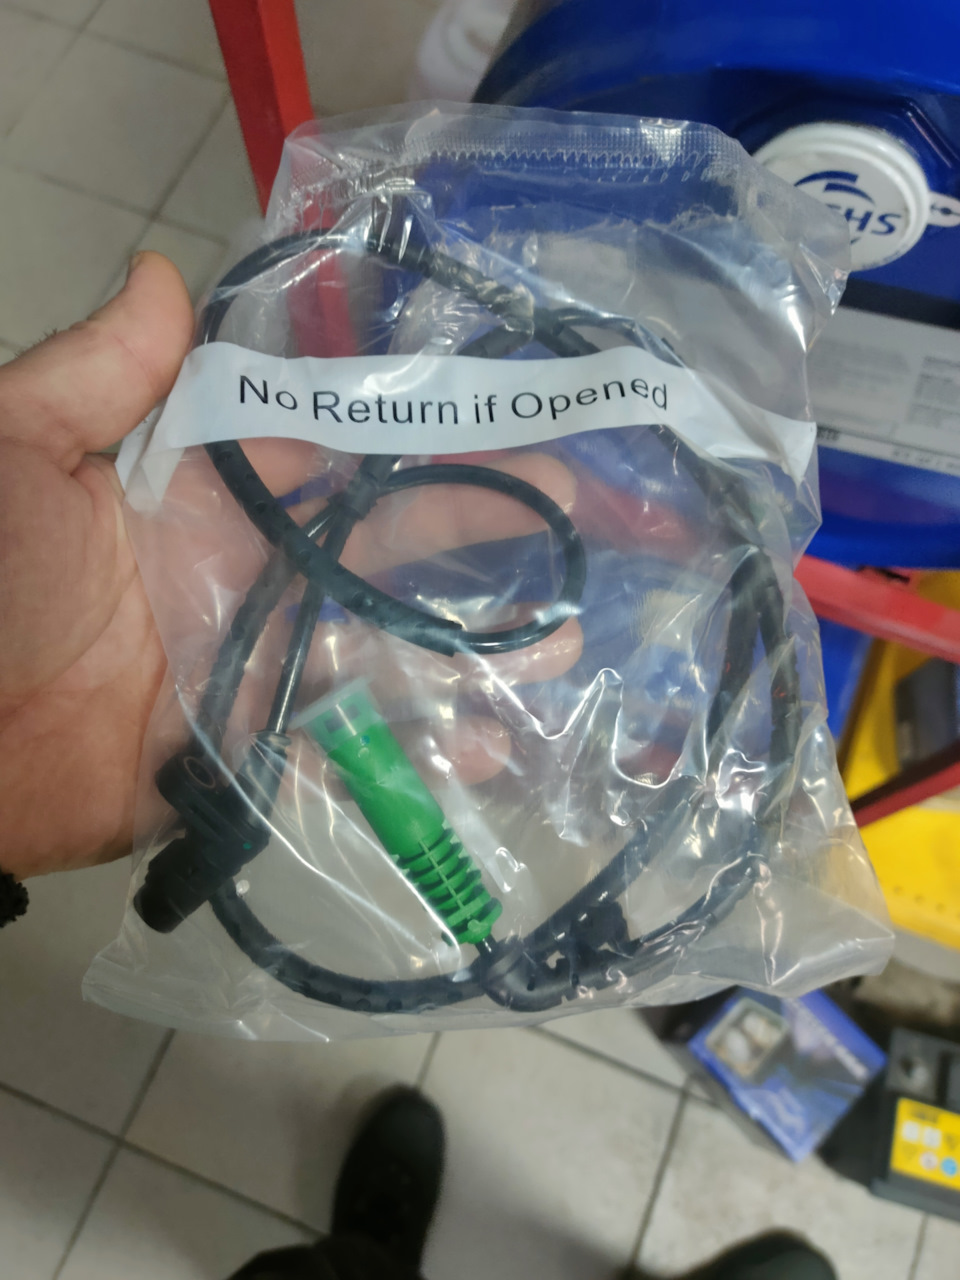 No Return if Opened